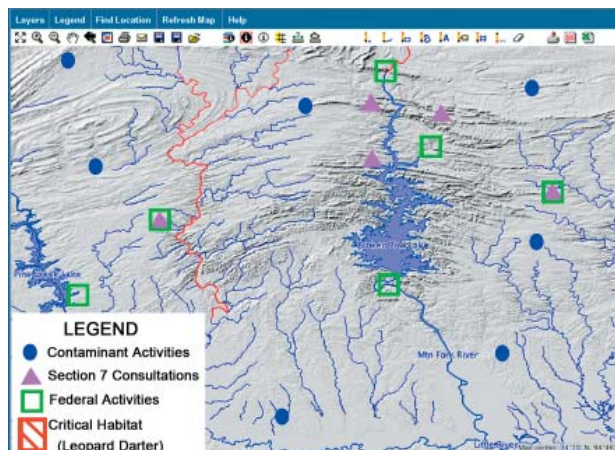 Layers Legend Find Location Refresh Map Help
Mtn Fork River
LEGEND
Contaminant Activities
Section 7 Consultations
Federal Activities
Critical Habitat
(Leopard Darter)